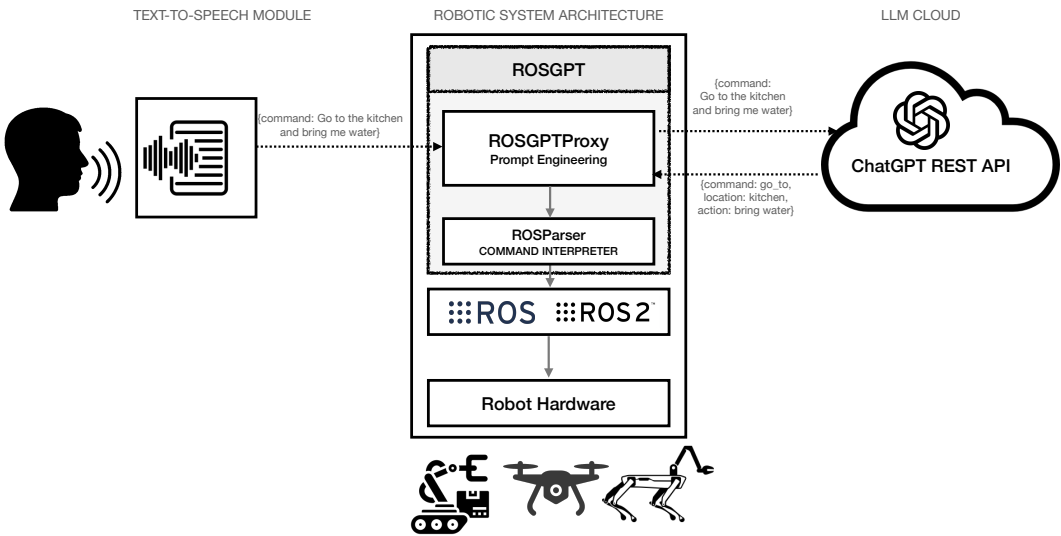 TEXT-TO-SPEECH MODULE
ROBOTIC SYSTEM ARCHITECTURE
LLM CLOUD
ROSGPT
{command: Go to the kitchen
and bring me water}
ROSGPTProxy
Prompt Engineering
{command:
Go to the kitchen
and bring me water}
ChatGPT REST API
{command: go_to,
location: kitchen,
action: bring water}
ROSParser
COMMAND INTERPRETER
ROS
ROS 2™
Robot Hardware